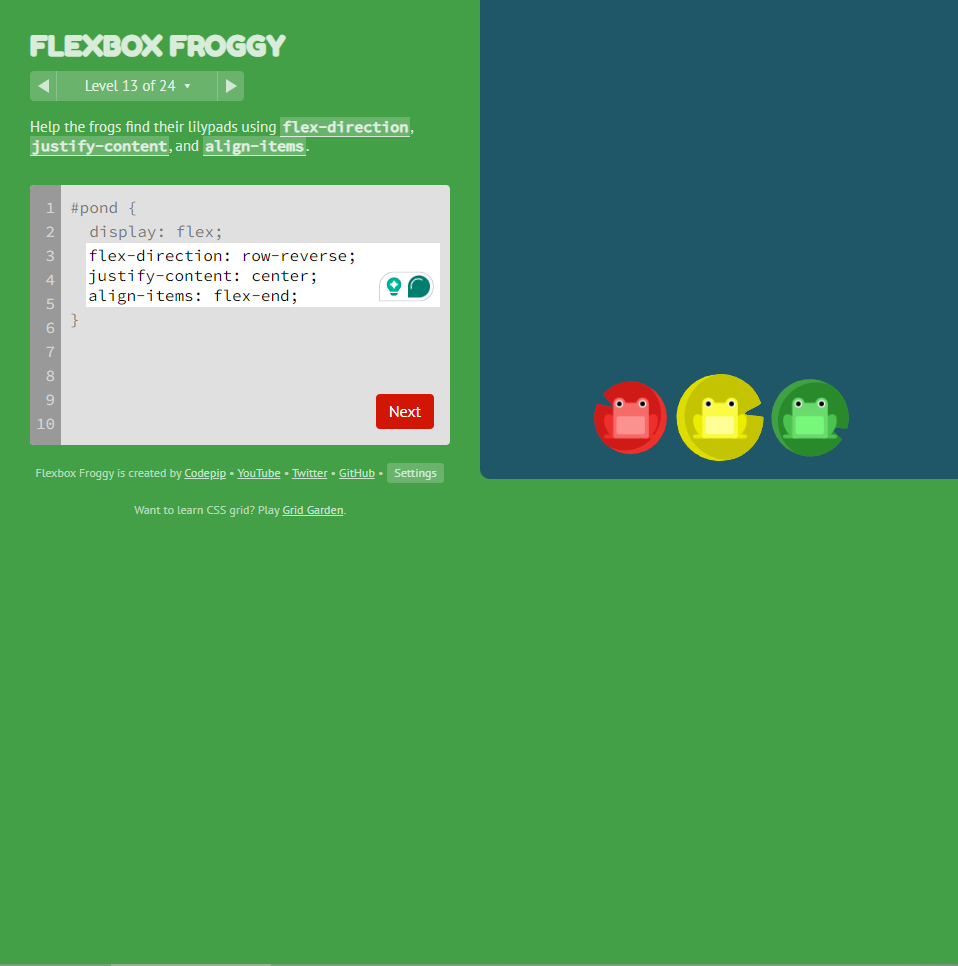 FLEXBOX FROGGY
Level 13 of 24
Help the frogs find their lilypads using flex-direction,
justify-content, and align-items.
1 #pond {
2 display: flex;
3 flex-direction: row-reverse;
4 justify-content: center;
5 align-items: flex-end;
6 }
7
8
9
10
Next
Flexbox Froggy is created by Codepip • YouTube • Twitter • GitHub • Settings
Want to learn CSS grid? Play Grid Garden.